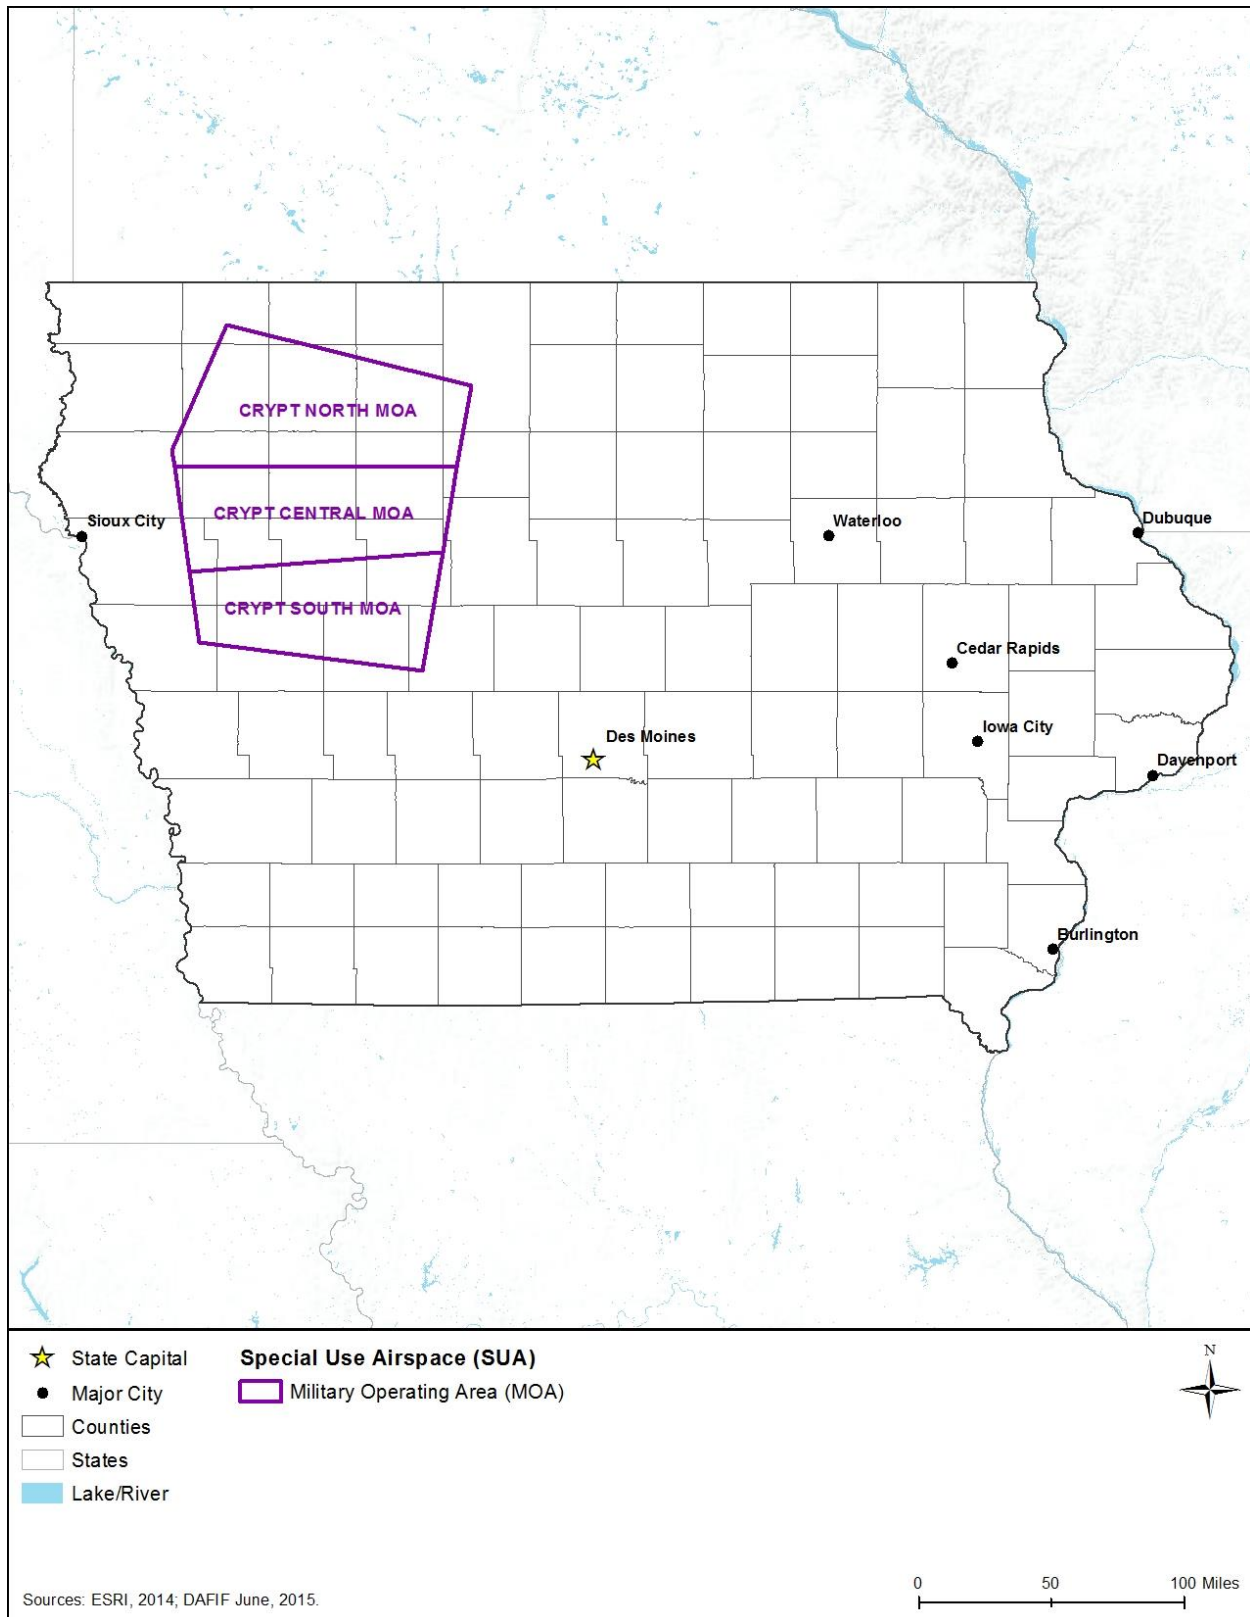 CRYPT NORTH MOA
CRYPT CENTRAL MOA
Sioux City
Waterloo
Dubuque
CRYPT SOUTH MOA
Cedar Rapids
Iowa City
Des Moines
Davenport
Burlington
State Capital
Major City
Counties
States
Lake/River
Special Use Airspace (SUA)
Military Operating Area (MOA)
N
Sources: ESRI, 2014; DAFIF June, 2015.
0 50 100 Miles